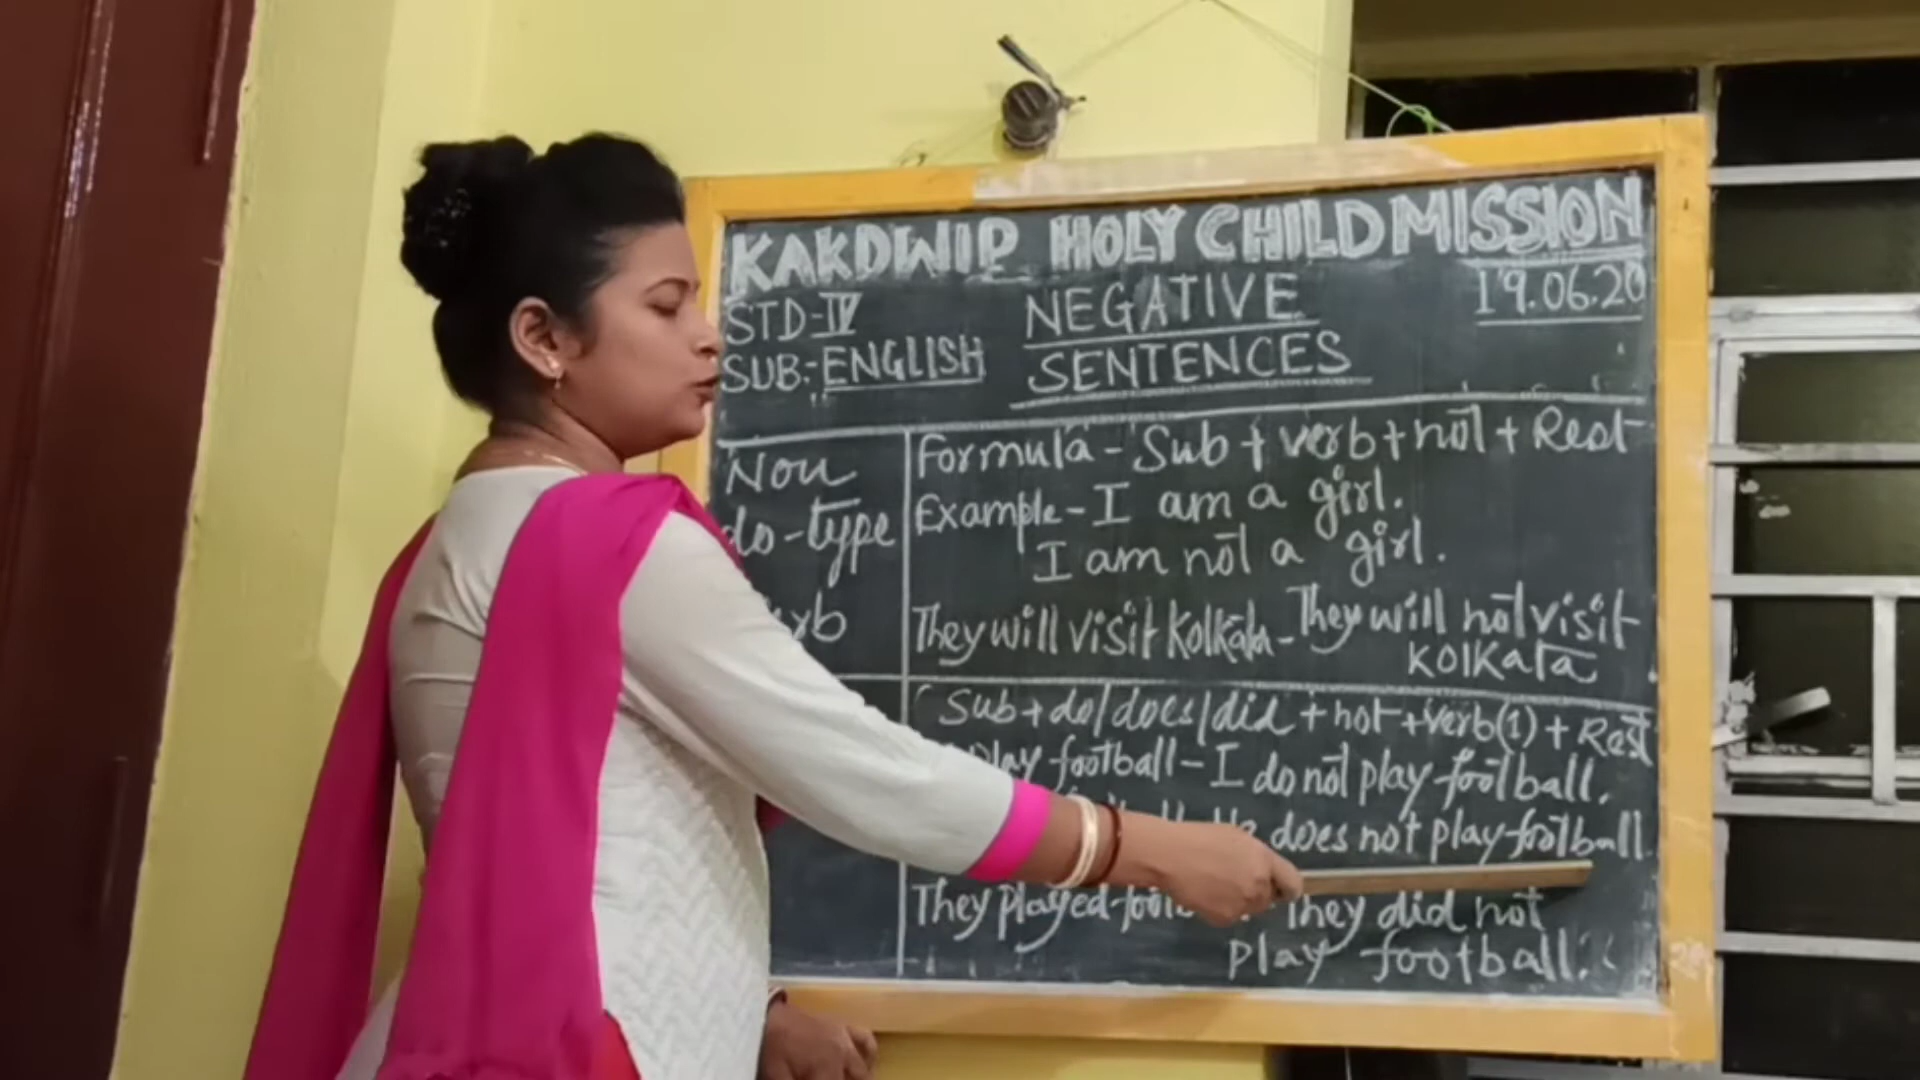 KAKDWIP HOLY CHILD MISSION
STD-IV
NEGATIVE
19.06.20
SUB:-ENGLISH
SENTENCES
Non
do-type
Formula - Sub + verb + not + Rest
Example - I am a girl.
I am not a girl.
They will visit Kolkata - They will not visit
Kolkata
Sub + do/does/did + not + verb(1) + Rest
play football - I do not play football.
does not play football
They played They did not
play football.